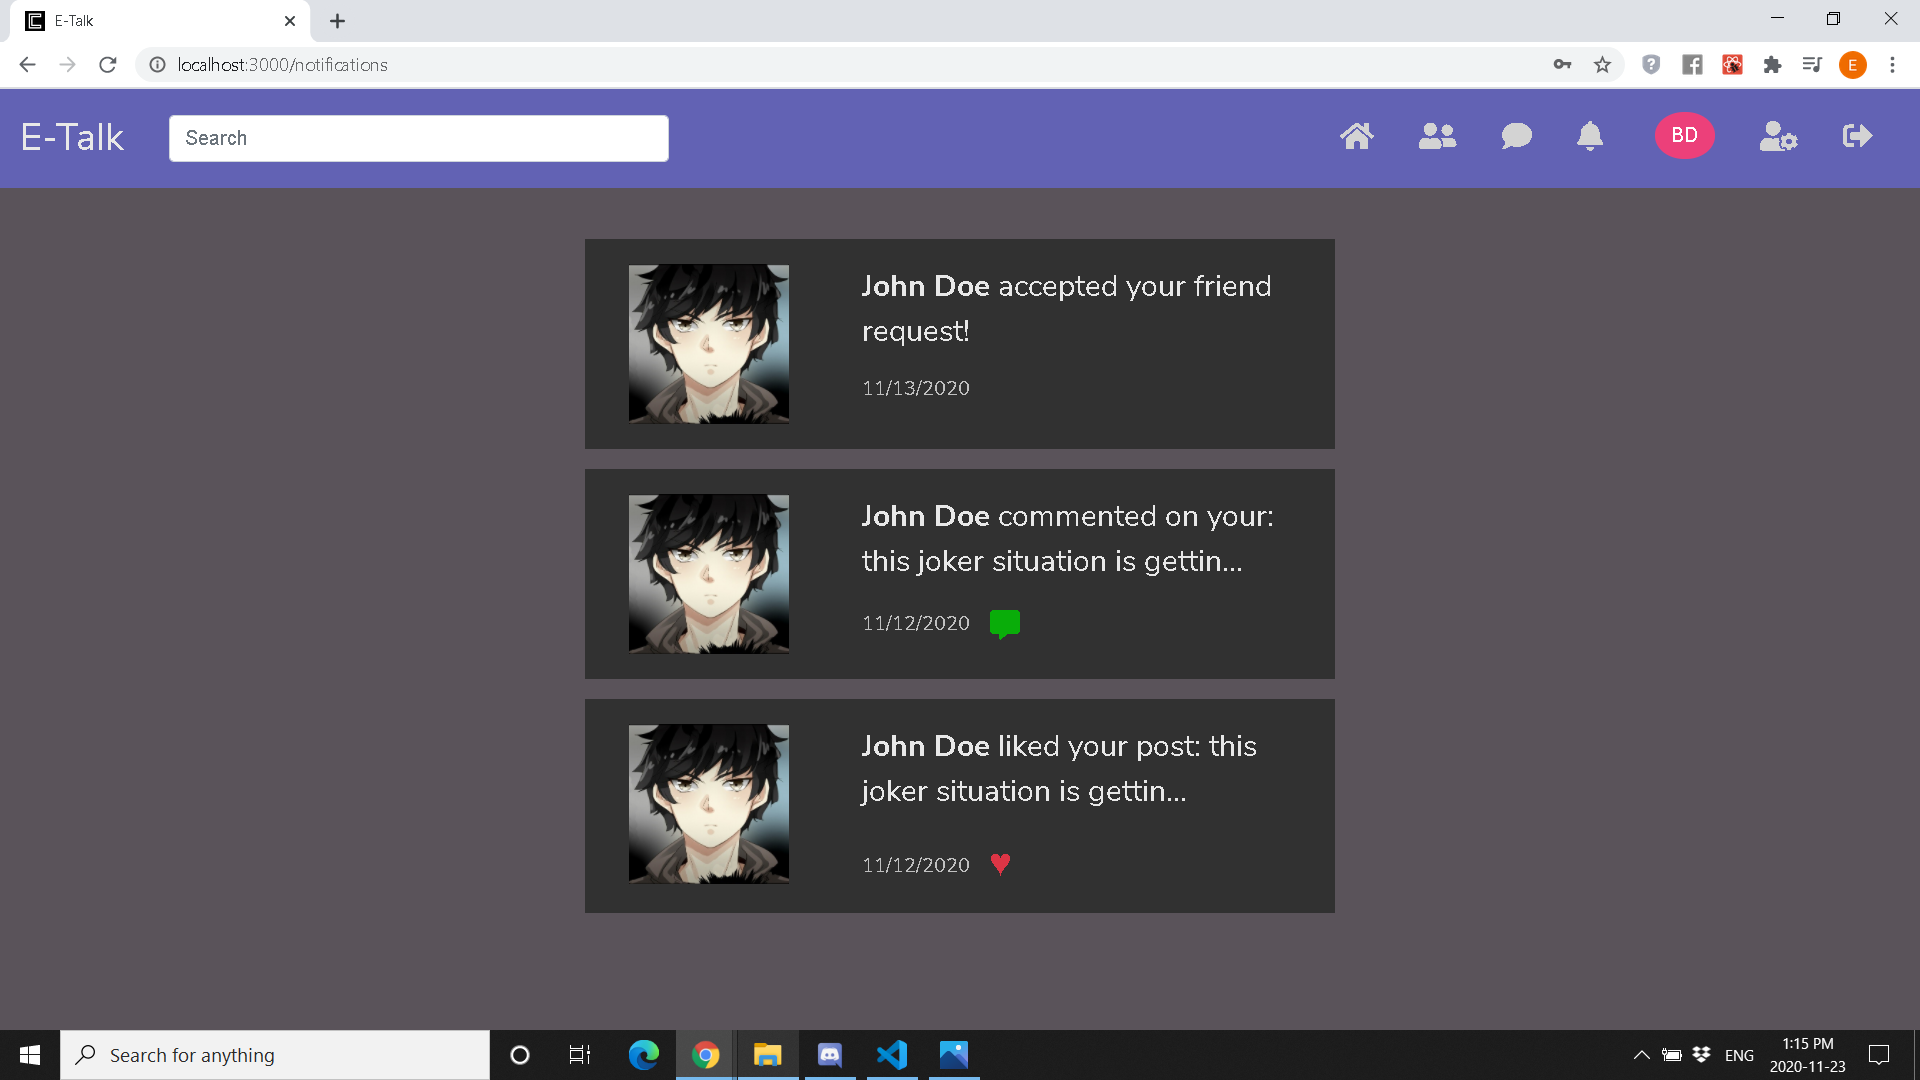 E-Talk
localhost:3000/notifications
E
E-Talk
Search
BD
John Doe accepted your friend
request!
11/13/2020
John Doe commented on your:
this joker situation is gettin...
11/12/2020
John Doe liked your post: this
joker situation is gettin...
11/12/2020
Search for anything
ENG
1:15 PM
2020-11-23